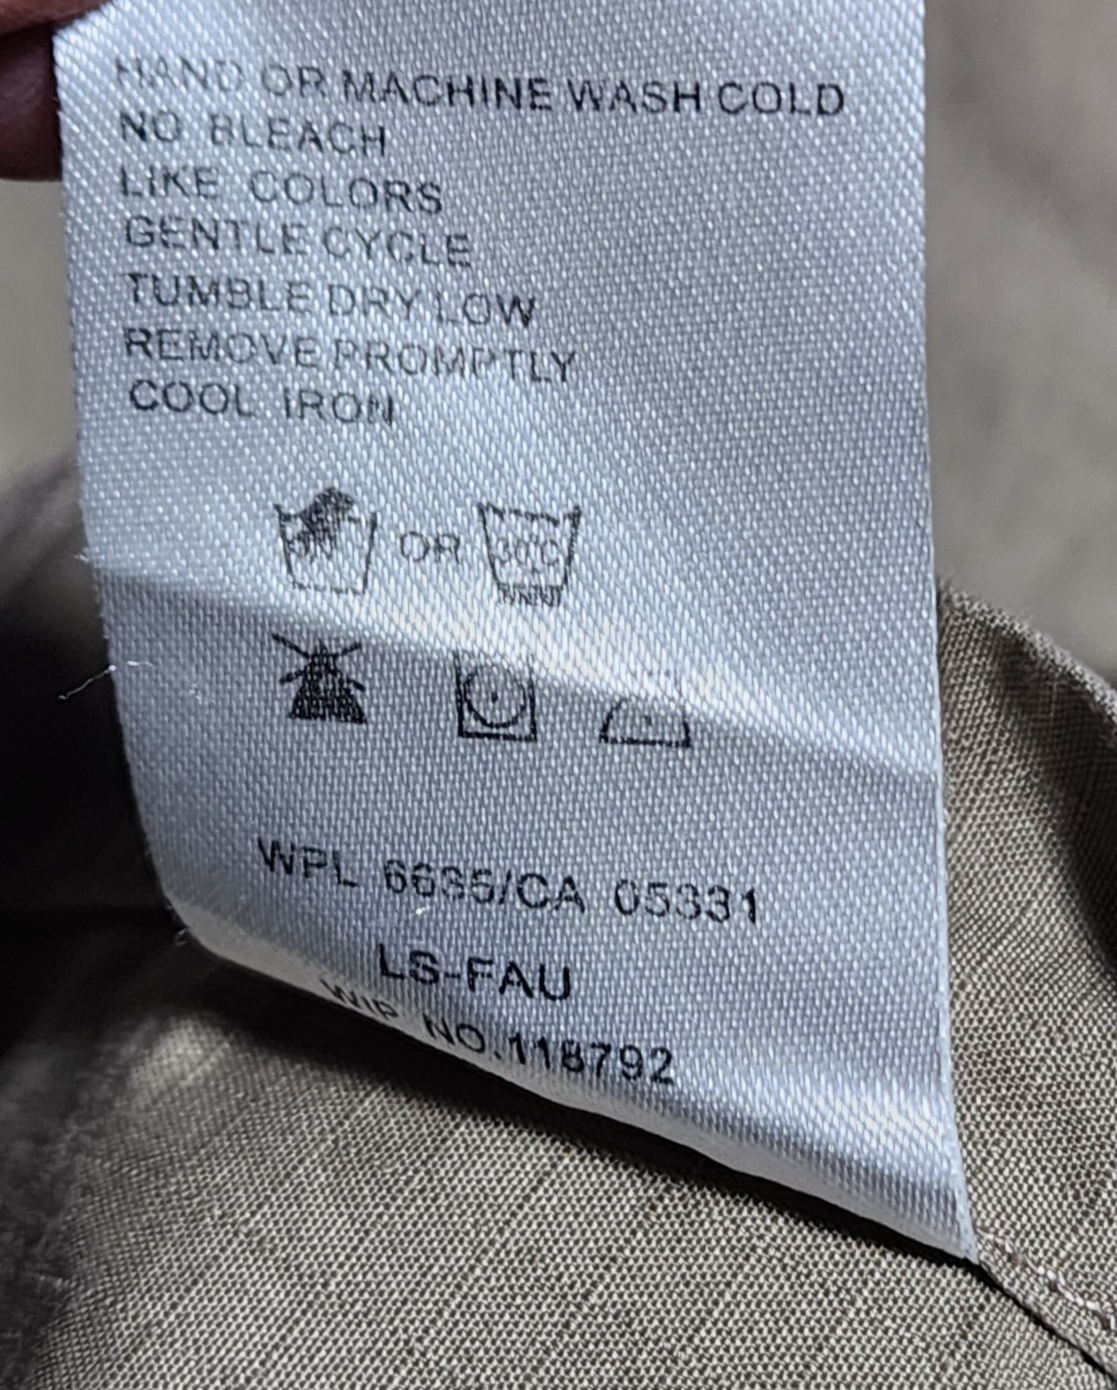 HAND OR MACHINE WASH COLD
NO BLEACH
LIKE COLORS
GENTLE CYCLE
TUMBLE DRY LOW
REMOVE PROMPTLY
COOL IRON
OR 30°C
WPL 6635/CA 05331
LS-FAU
WIP NO.118792